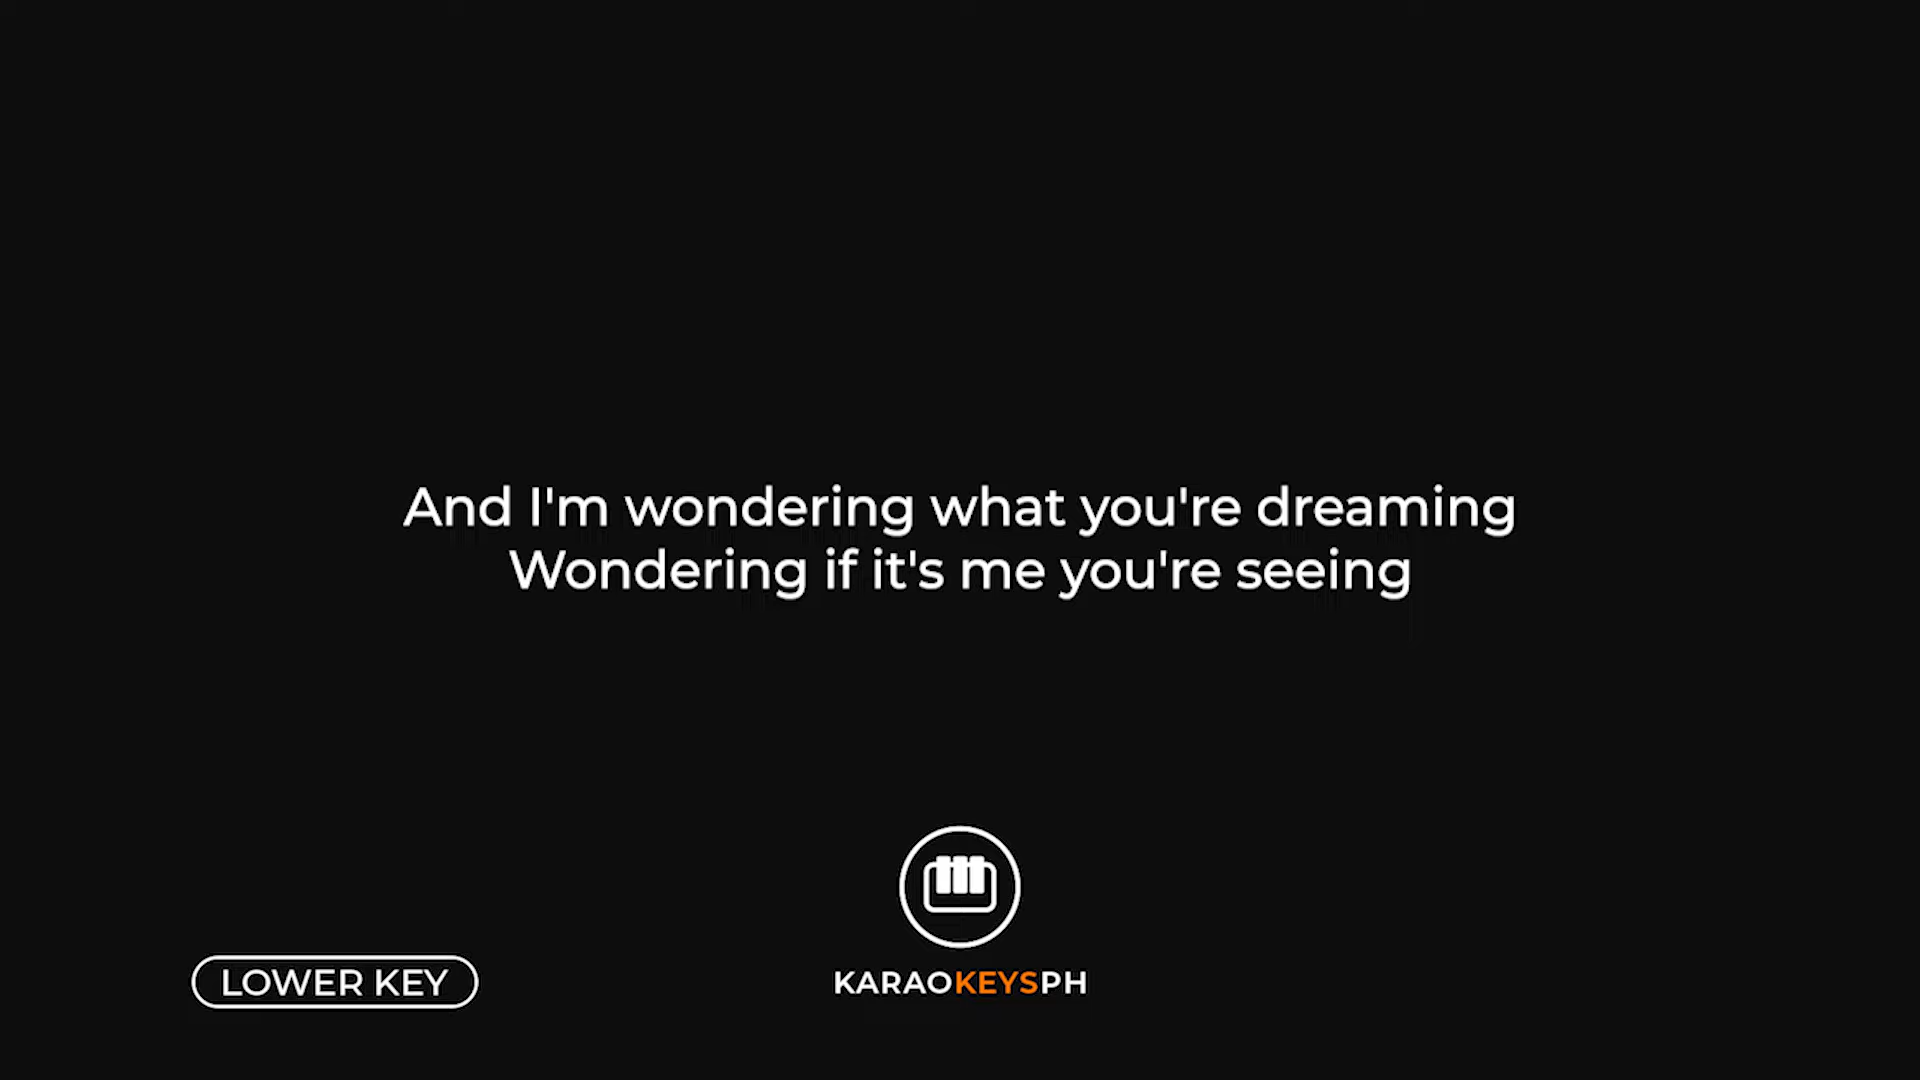 And I'm wondering what you're dreaming
Wondering if it's me you're seeing
LOWER KEY
KARAOKEYSPH